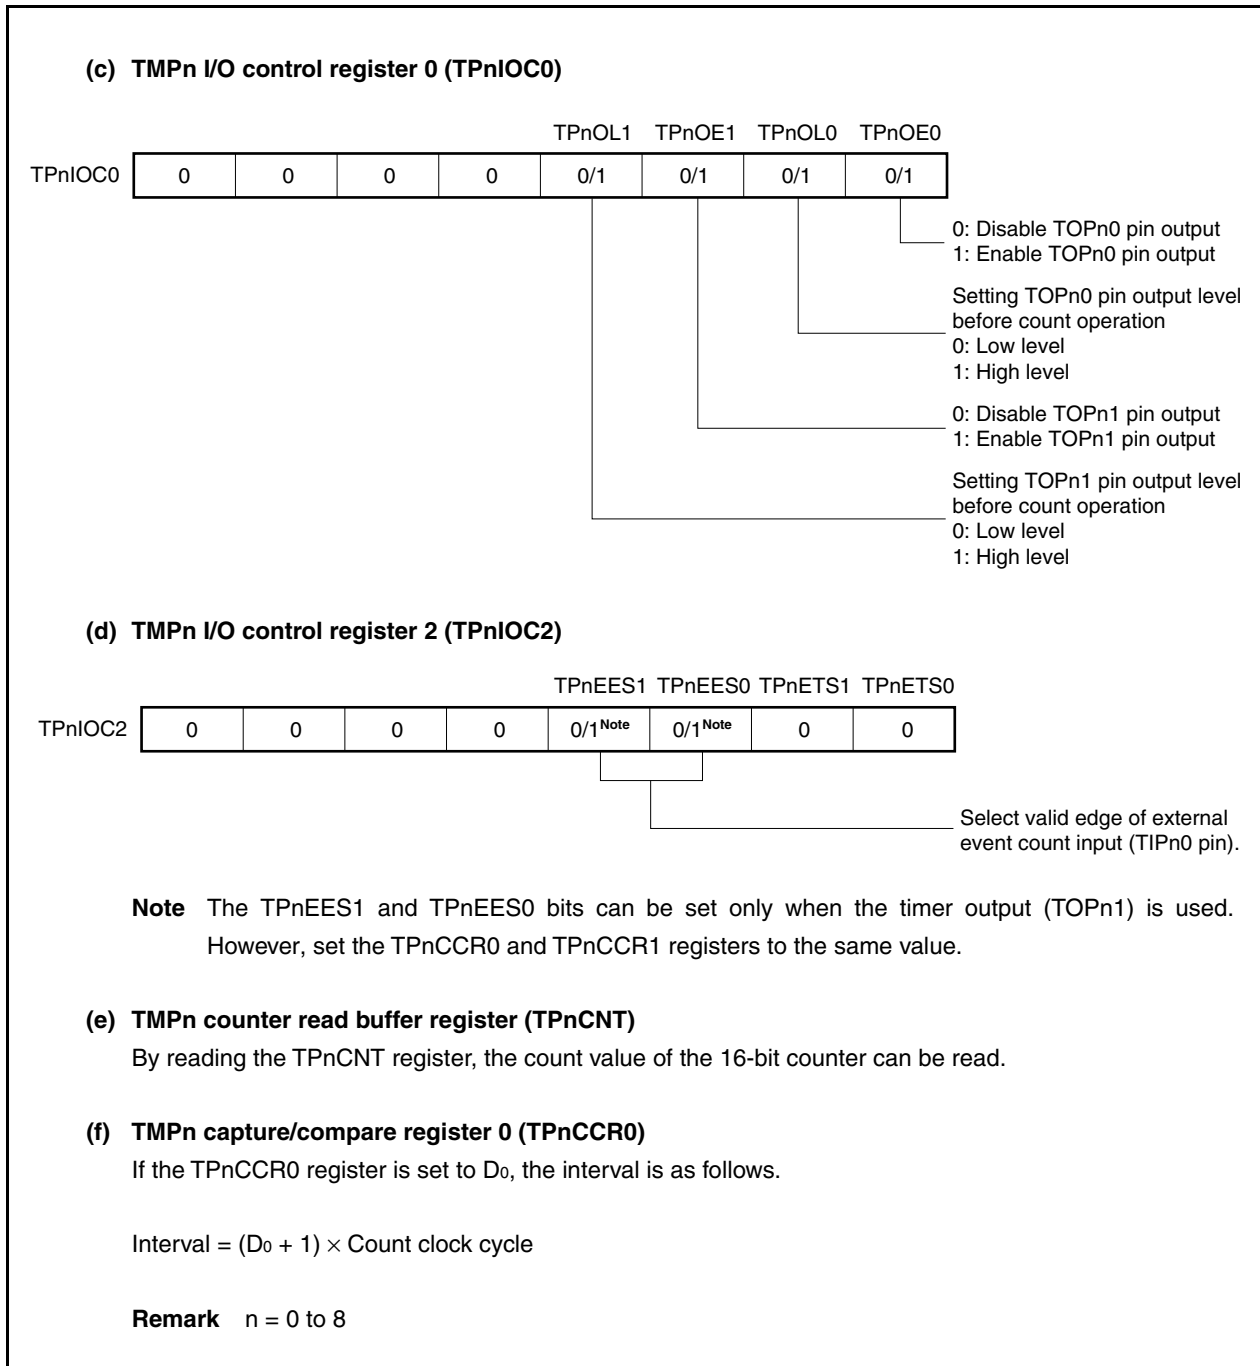 (c) TMPn I/O control register 0 (TPnIOC0)
TPnOL1 TPnOE1 TPnOL0 TPnOE0
TPnIOC0 0 0 0 0 0/1 0/1 0/1 0/1
0: Disable TOPn0 pin output
1: Enable TOPn0 pin output
Setting TOPn0 pin output level
before count operation
0: Low level
1: High level
0: Disable TOPn1 pin output
1: Enable TOPn1 pin output
Setting TOPn1 pin output level
before count operation
0: Low level
1: High level
(d) TMPn I/O control register 2 (TPnIOC2)
TPnEES1 TPnEES0 TPnETS1 TPnETS0
TPnIOC2 0 0 0 0 0/1Note 0/1Note 0 0
Select valid edge of external
event count input (TIPn0 pin).
Note The TPnEES1 and TPnEES0 bits can be set only when the timer output (TOPn1) is used.
However, set the TPnCCR0 and TPnCCR1 registers to the same value.
(e) TMPn counter read buffer register (TPnCNT)
By reading the TPnCNT register, the count value of the 16-bit counter can be read.
(f) TMPn capture/compare register 0 (TPnCCR0)
If the TPnCCR0 register is set to D0, the interval is as follows.
Interval = (D0 + 1) × Count clock cycle
Remark n = 0 to 8